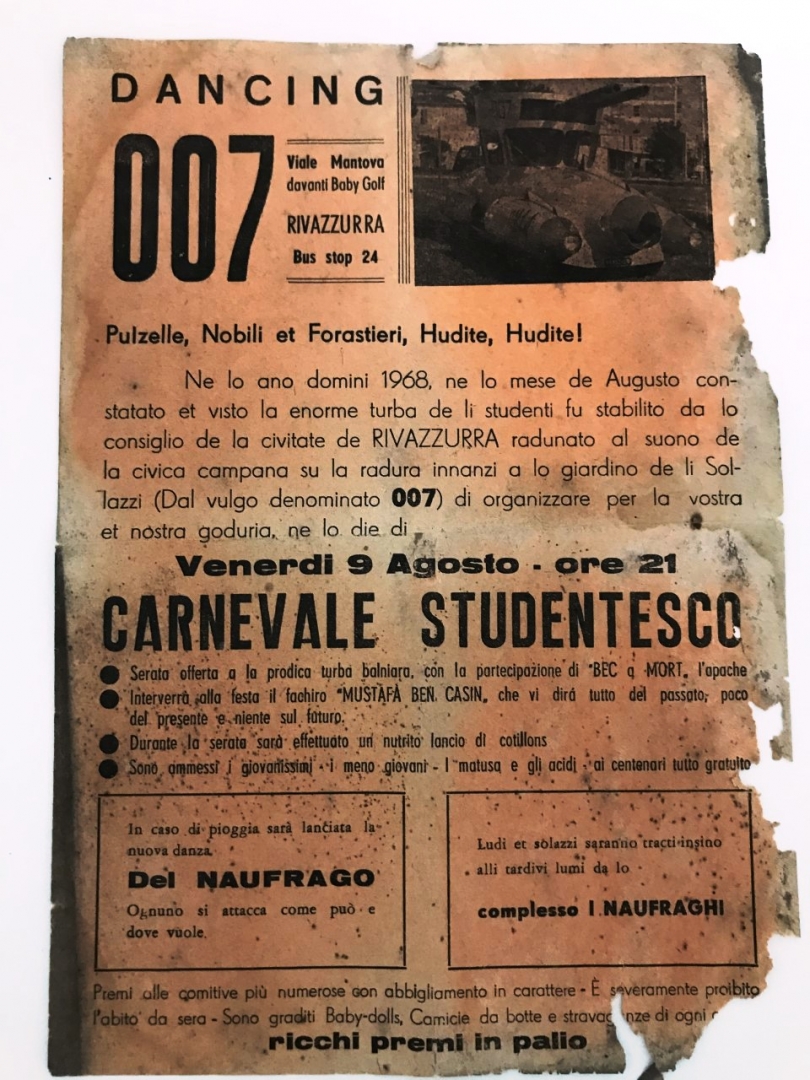 DANCING
007
Viale Mantova
davanti Baby Golf
RIVAZZURRA
Bus stop 24
Pulzelle, Nobili et Forastieri, Hudite, Hudite!
Ne lo ano domini 1968, ne lo mese de Augusto con-
statato et visto la enorme turba de li studenti fu stabilito da lo
consiglio de la civitate de RIVAZZURRA radunato al suono de
la civica campana su la radura innanzi a lo giardino de li Sol-
lazzi (Dal vulgo denominato 007) di organizzare per la vostra
et nostra goduria, ne lo die di
Venerdi 9 Agosto - ore 21
CARNEVALE STUDENTESCO
● Serata offerta a la prodica turba balniara, con la partecipazione di "BEC a MORT„ l'apache
● Interverrà alla festa il fachiro "MUSTAFÀ BEN CASIN„ che vi dirà tutto del passato, poco
del presente e niente sul futuro.
● Durante la serata sarà effettuato un nutrito lancio di cotillons
● Sono ammessi i giovanissimi - i meno giovani - I matusa e gli acidi - ai centenari tutto gratuito
In caso di pioggia sarà lanciata la
nuova danza
Del NAUFRAGO
Ognuno si attacca come può e
dove vuole.
Ludi et solazzi saranno tracti insino
alli tardivi lumi da lo
complesso I NAUFRAGHI
Premi alle comitive più numerose con abbigliamento in carattere - È severamente proibito
l'abito da sera - Sono graditi Baby-dolls, Camicie da botte e di ogni
ricchi premi in palio